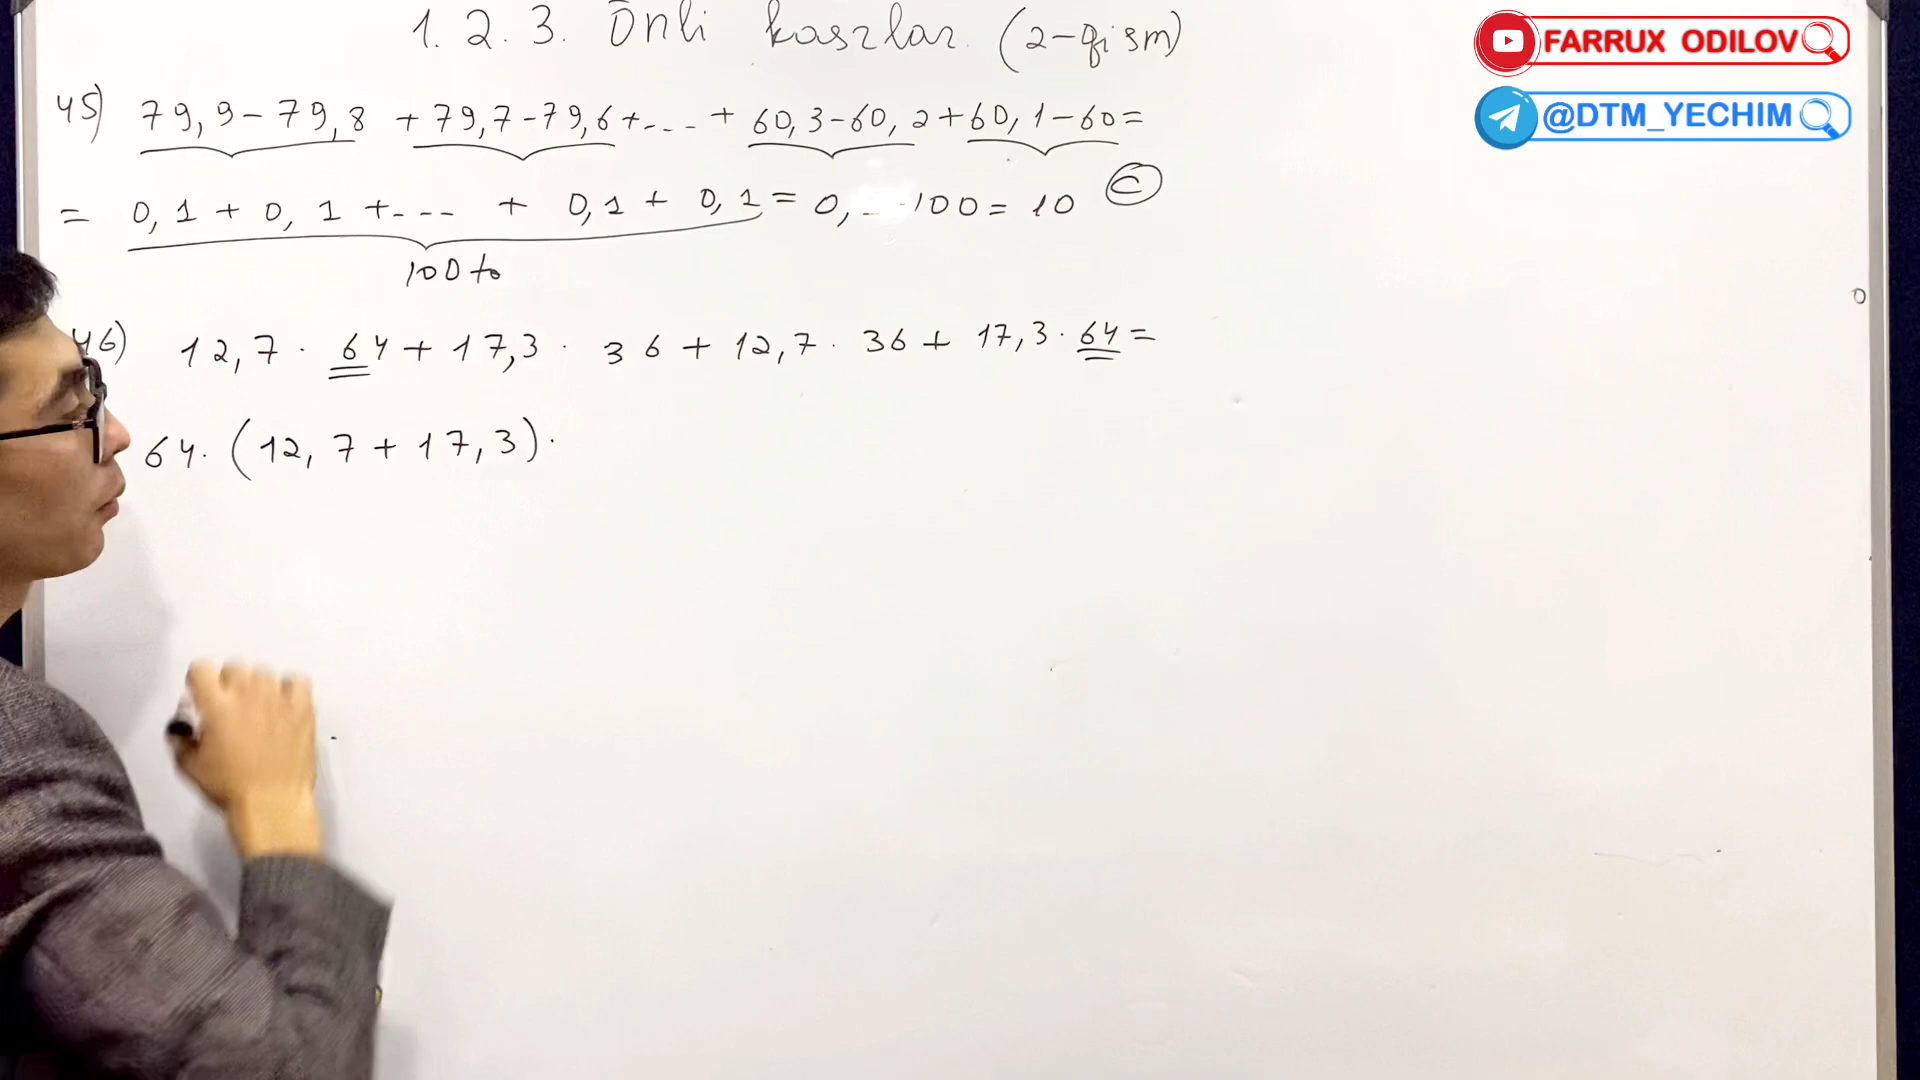 1.2.3. Onli kasrlar. (2-qism)
FARRUX ODILOV
@DTM_YECHIM
45) 79,9-79,8 +79,7-79,6+.... + 60,3-60,2+60,1-60=
= 0,1+0,1+--- + 0,1+0,1= 0, 100=10 C
100 ta
46) 12,7·64+17,3·36+12,7·36+17,3·64=
64·(12,7+17,3)·